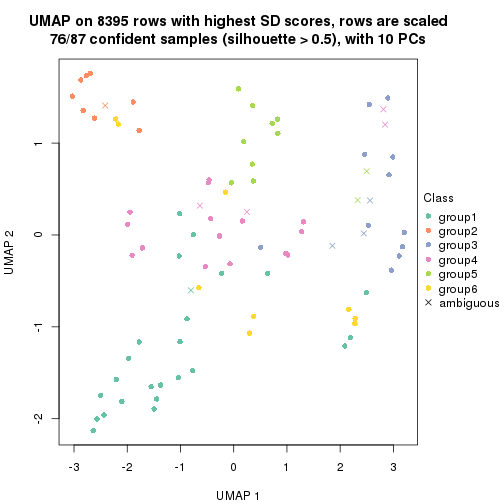 UMAP on 8395 rows with highest SD scores, rows are scaled
76/87 confident samples (silhouette > 0.5), with 10 PCs
1
0
-1
-2
UMAP 2
-3
-2
-1
0
1
2
3
UMAP 1
Class
group1
group2
group3
group4
group5
group6
ambiguous